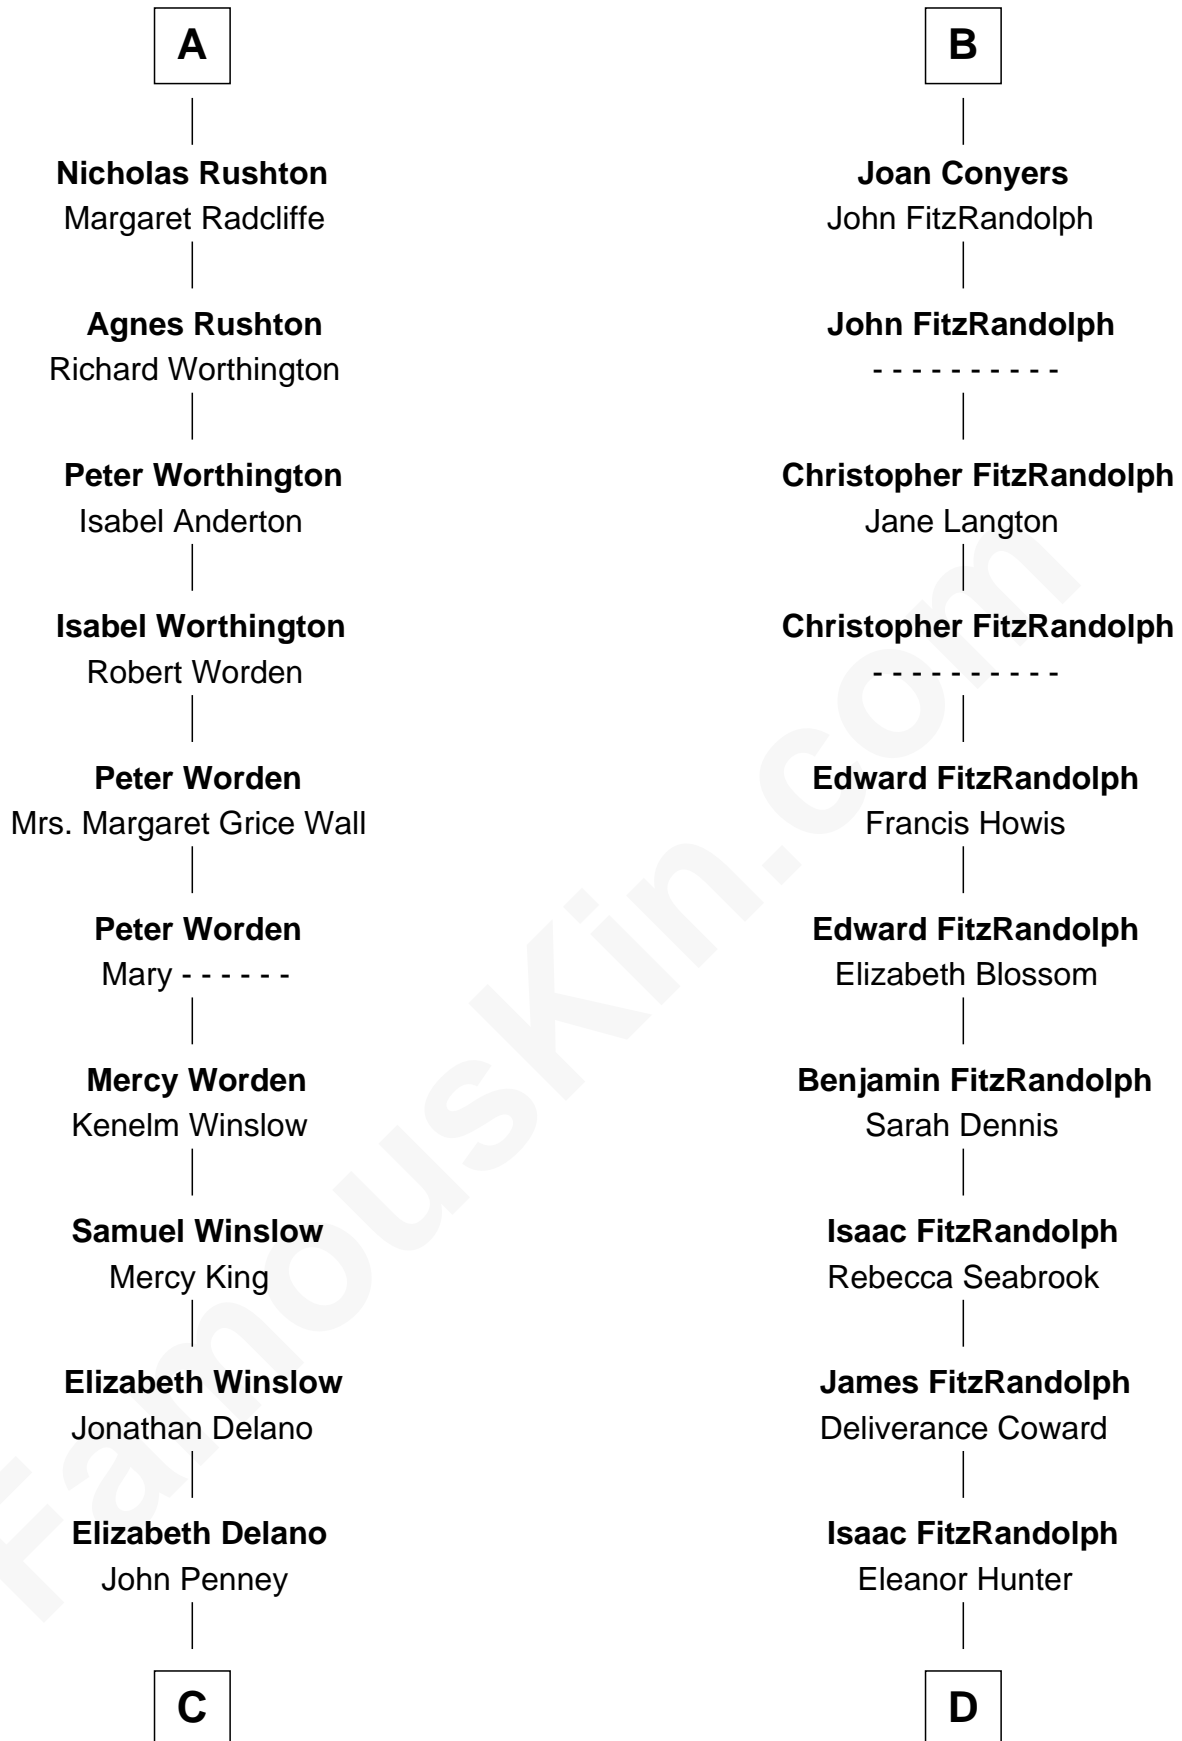 A
Nicholas Rushton
Margaret Radcliffe
Agnes Rushton
Richard Worthington
Peter Worthington
Isabel Anderton
Isabel Worthington
Robert Worden
Peter Worden
Mrs. Margaret Grice Wall
Peter Worden
Mary - - - - - -
Mercy Worden
Kenelm Winslow
Samuel Winslow
Mercy King
Elizabeth Winslow
Jonathan Delano
Elizabeth Delano
John Penney
C
B
Joan Conyers
John FitzRandolph
John FitzRandolph
- - - - - - - - - -
Christopher FitzRandolph
Jane Langton
Christopher FitzRandolph
- - - - - - - - - -
Edward FitzRandolph
Francis Howis
Edward FitzRandolph
Elizabeth Blossom
Benjamin FitzRandolph
Sarah Dennis
Isaac FitzRandolph
Rebecca Seabrook
James FitzRandolph
Deliverance Coward
Isaac FitzRandolph
Eleanor Hunter
D
FamousKin.com